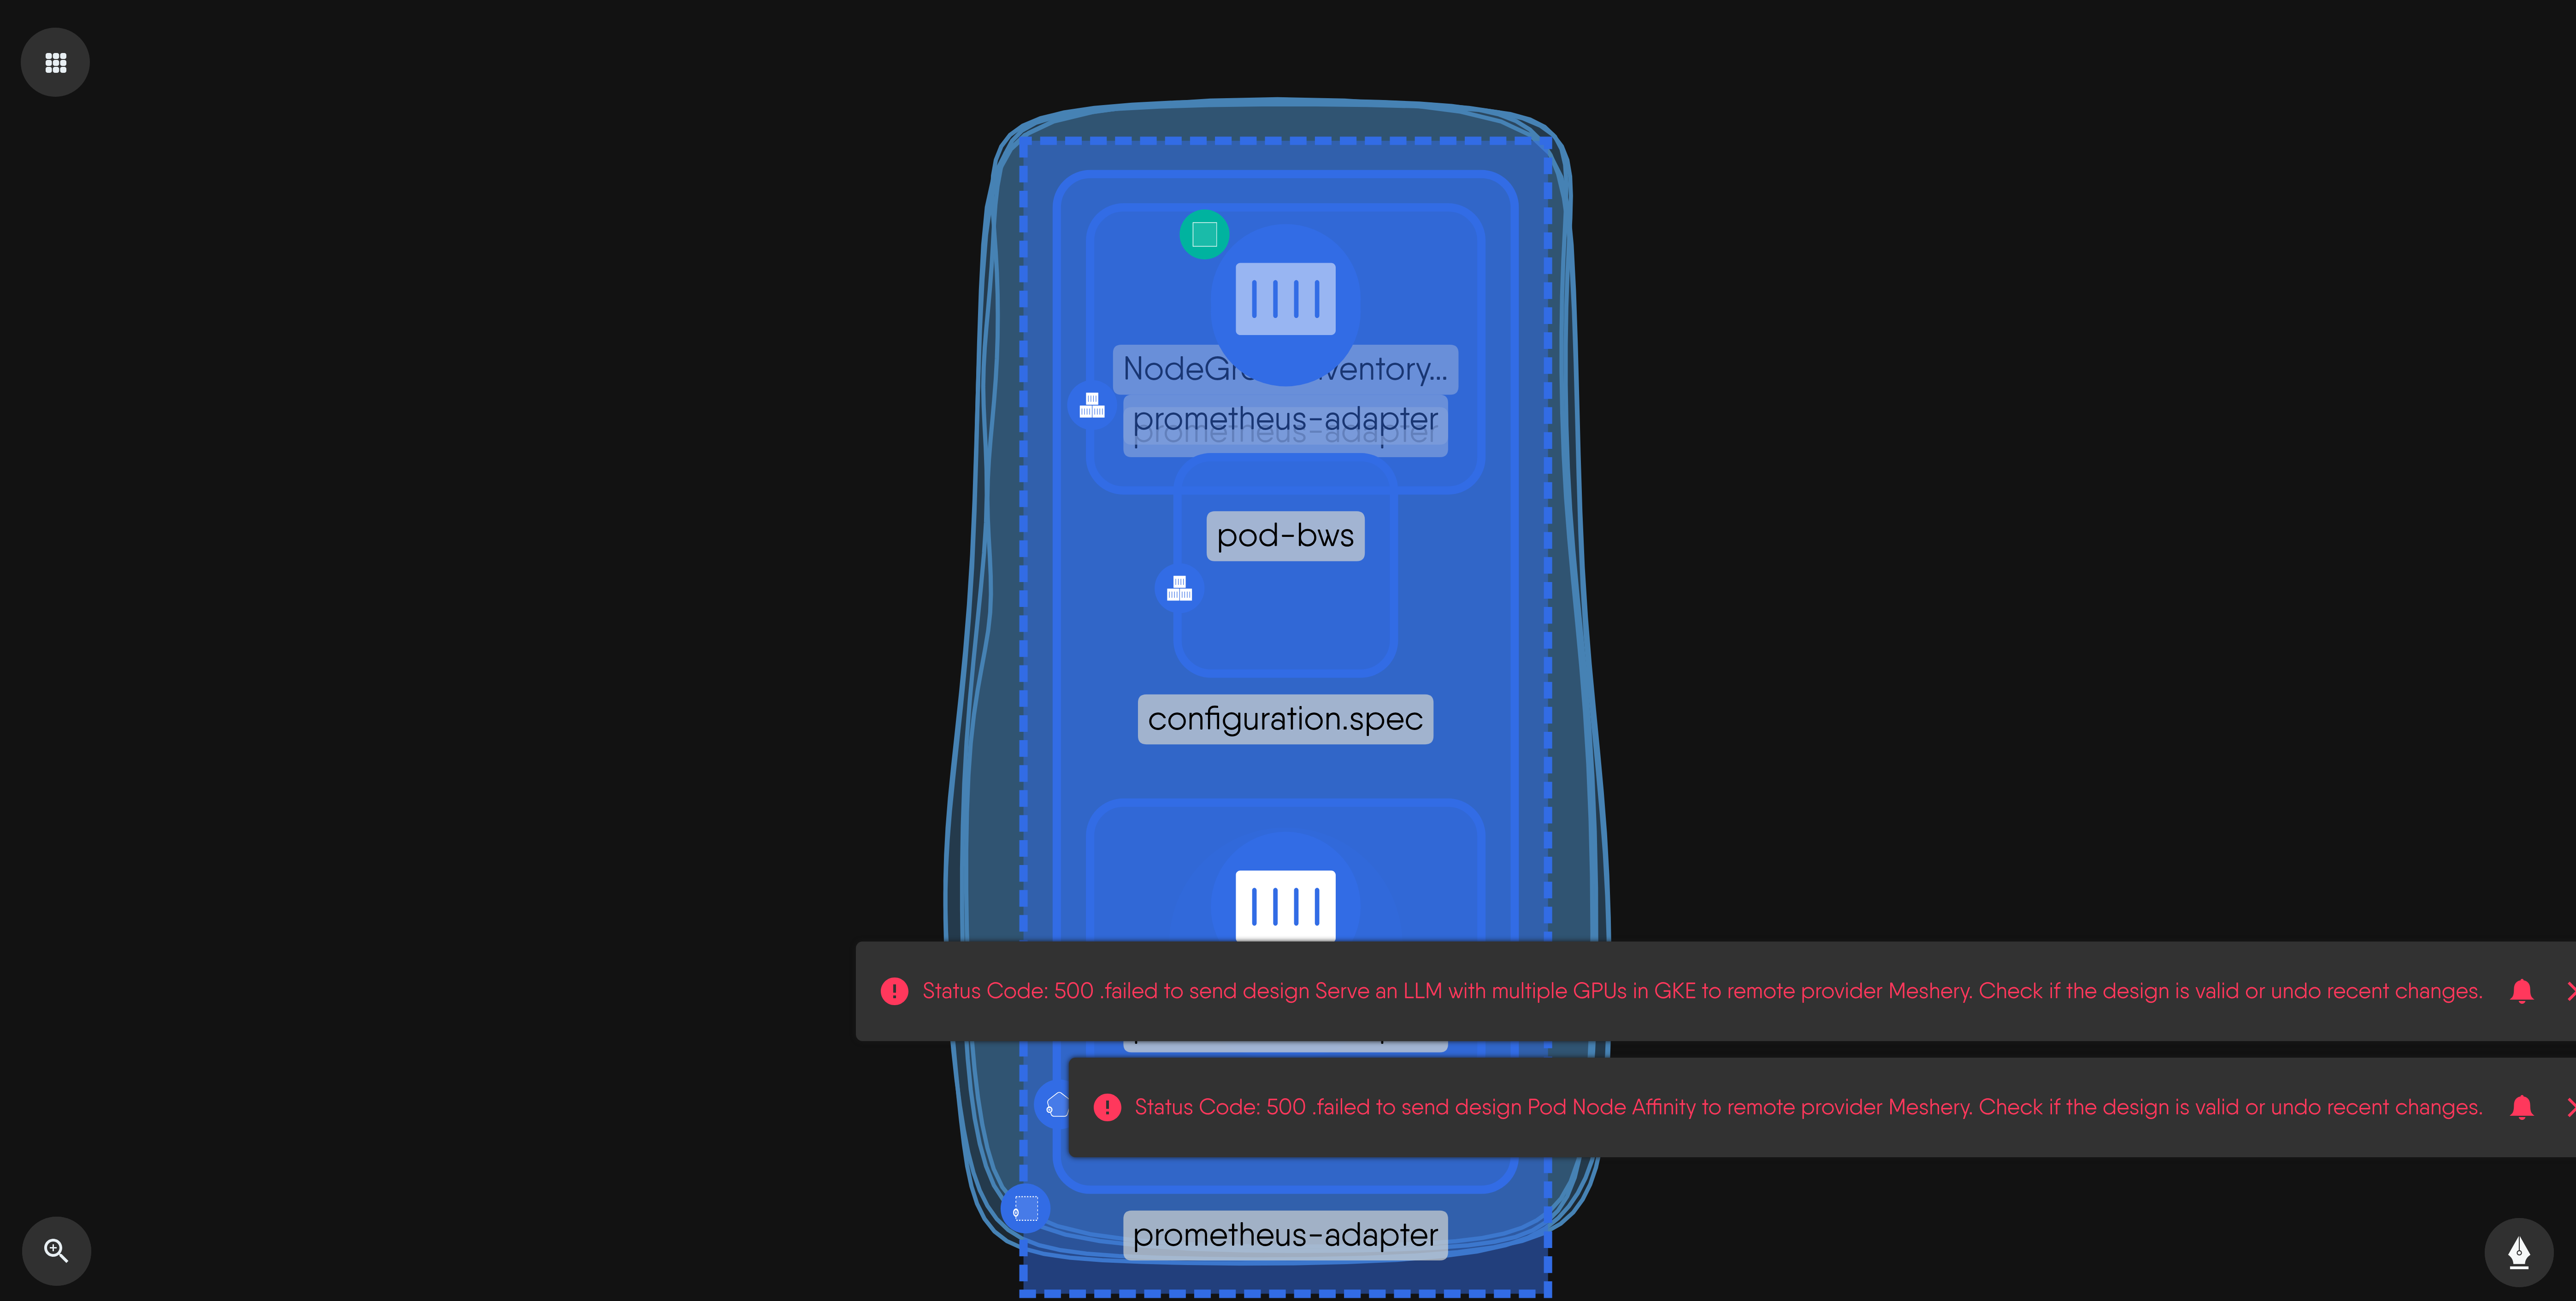 NodeGr ventory...
prometheus-adapter
prometheus-adapter
pod-bws
configuration.spec
Status Code: 500 .failed to send design Serve an LLM with multiple GPUs in GKE to remote provider Meshery. Check if the design is valid or undo recent changes.
Status Code: 500 .failed to send design Pod Node Affinity to remote provider Meshery. Check if the design is valid or undo recent changes.
prometheus-adapter